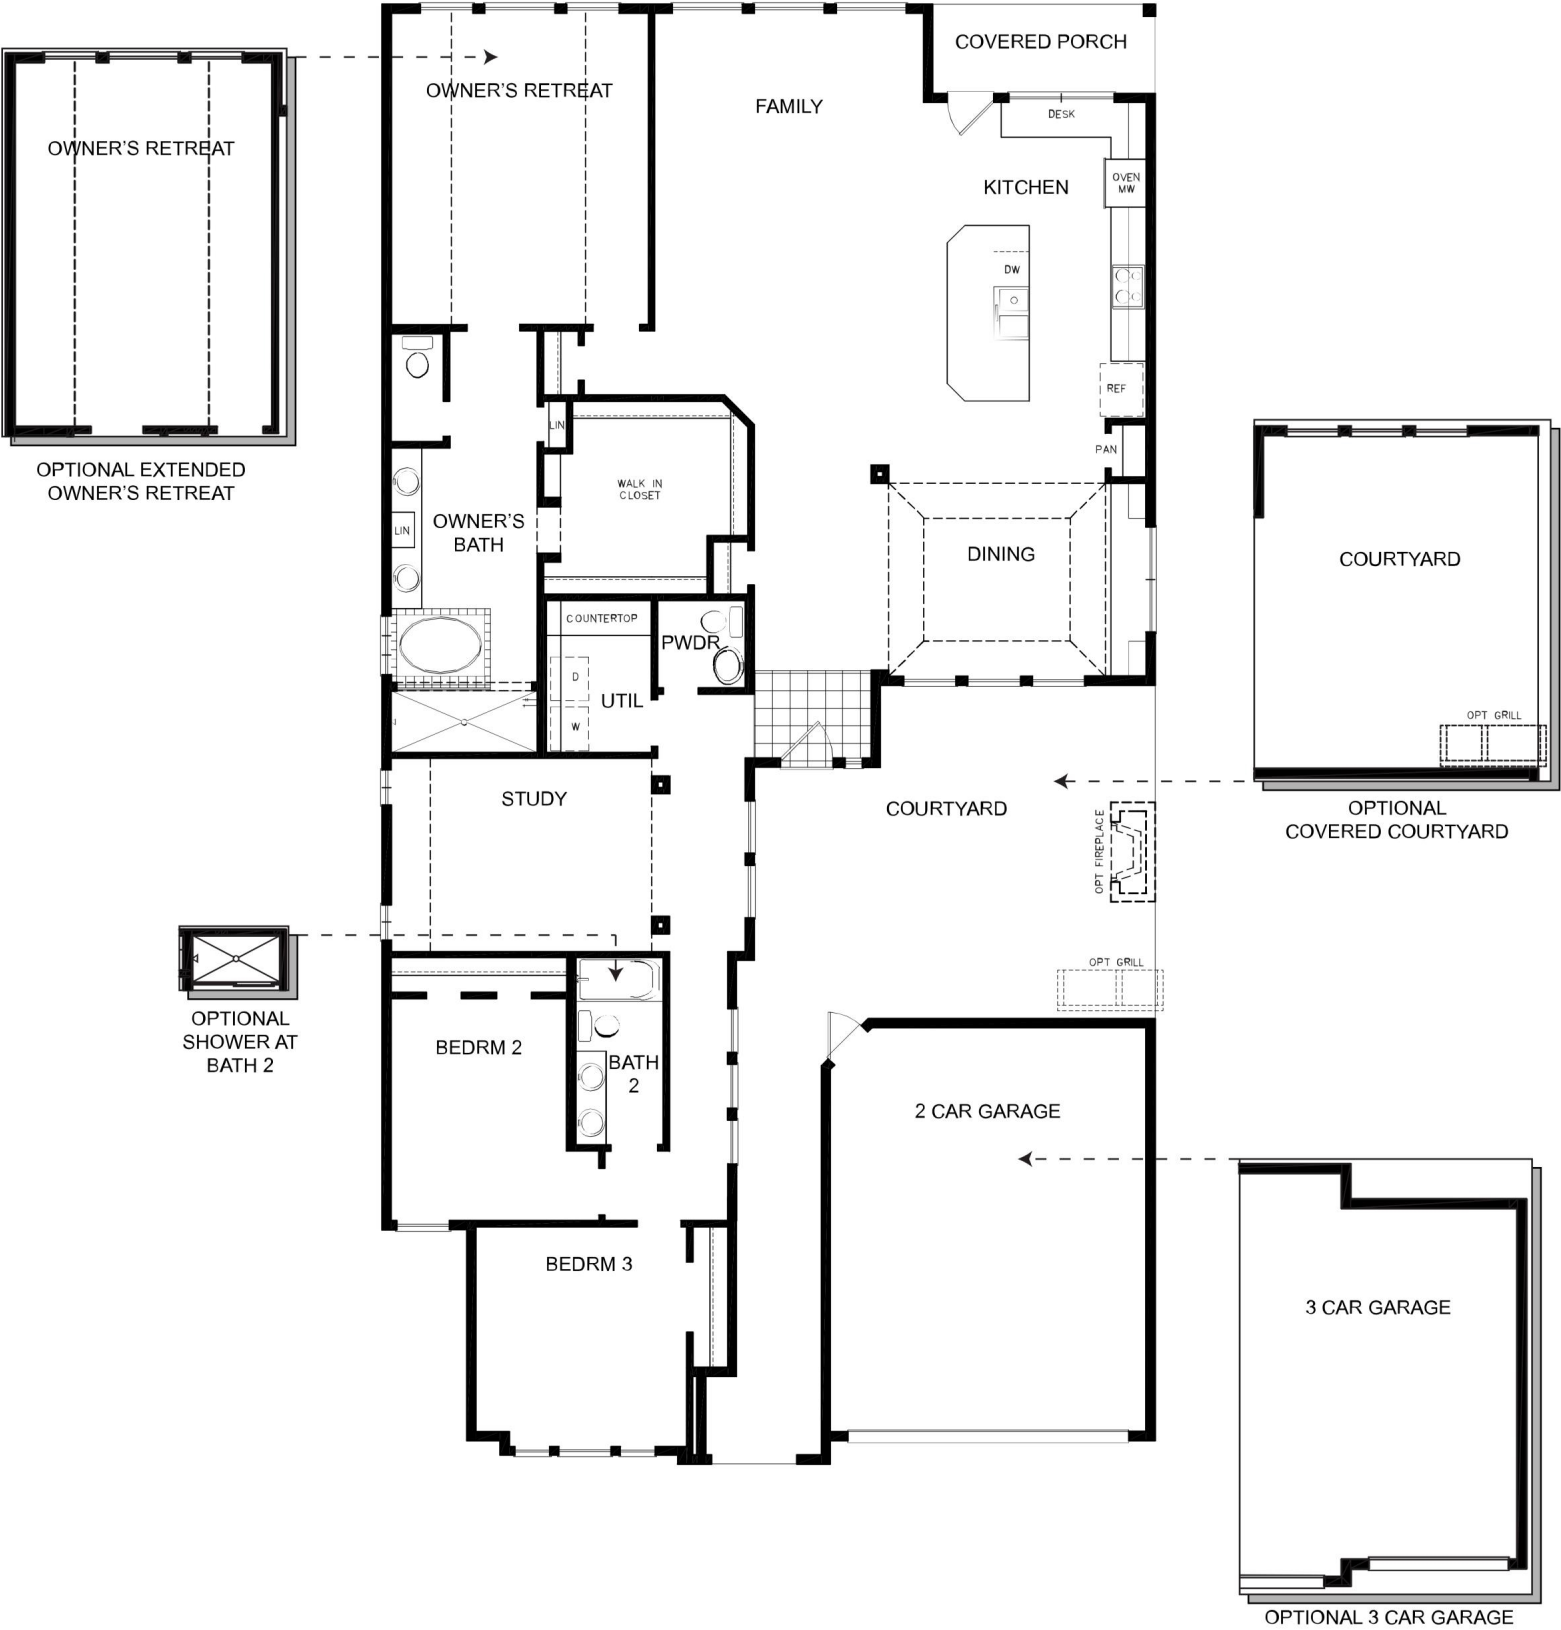 COVERED PORCH
OWNER'S RETREAT
FAMILY
DESK
OWNER'S RETREAT
OVEN
MW
KITCHEN
DW
REF
OPTIONAL EXTENDED
OWNER'S RETREAT
LIN
PAN
WALK IN
CLOSET
OWNER'S
BATH
LIN
DINING
COURTYARD
COUNTERTOP
PWDR
D
UTIL
W
OPT GRILL
STUDY
COURTYARD
OPTIONAL
COVERED COURTYARD
OPT FIREPLACE
OPT GRILL
OPTIONAL
SHOWER AT
BATH 2
BEDRM 2
BATH
2
2 CAR GARAGE
BEDRM 3
3 CAR GARAGE
OPTIONAL 3 CAR GARAGE